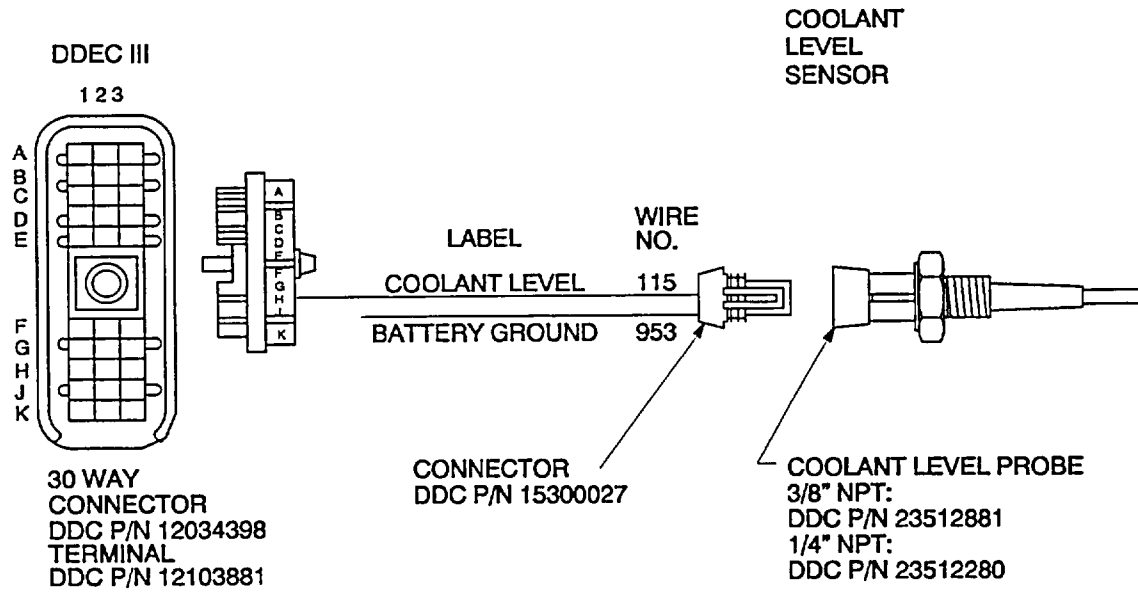 DDEC III
1 2 3
A
B
C
D
E
F
G
H
J
K
30 WAY
CONNECTOR
DDC P/N 12034398
TERMINAL
DDC P/N 12103881
A
B
C
D
F
F
G
H
K
LABEL
WIRE
NO.
COOLANT LEVEL 115
BATTERY GROUND 953
CONNECTOR
DDC P/N 15300027
COOLANT
LEVEL
SENSOR
COOLANT LEVEL PROBE
3/8" NPT:
DDC P/N 23512881
1/4" NPT:
DDC P/N 23512280